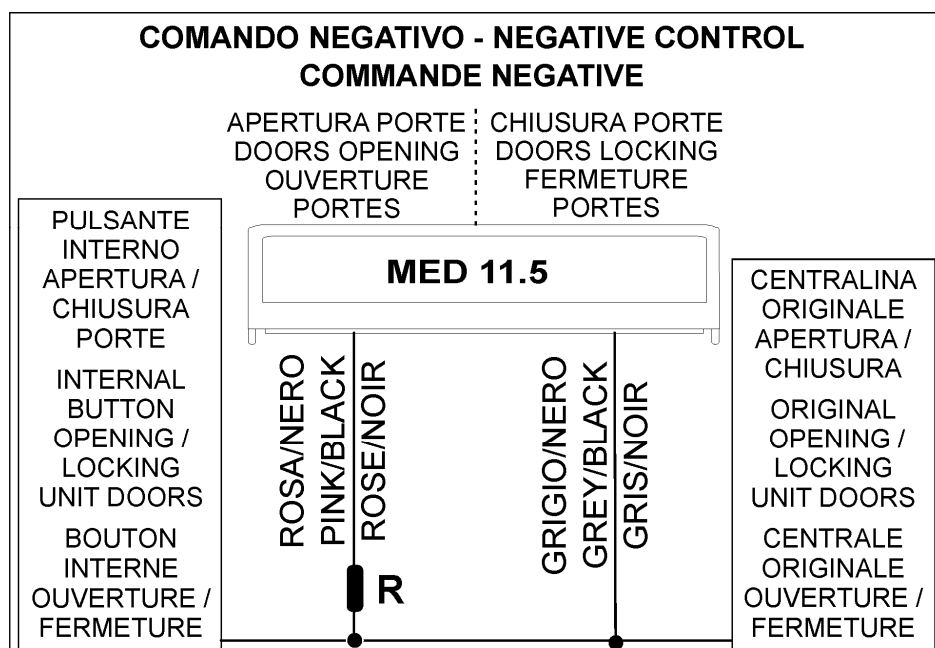 COMANDO NEGATIVO - NEGATIVE CONTROL
COMMANDE NEGATIVE
APERTURA PORTE
DOORS OPENING
OUVERTURE
PORTES
CHIUSURA PORTE
DOORS LOCKING
FERMETURE
PORTES
PULSANTE
INTERNO
APERTURA /
CHIUSURA
PORTE
INTERNAL
BUTTON
OPENING /
LOCKING
UNIT DOORS
BOUTON
INTERNE
OUVERTURE /
FERMETURE
MED 11.5
ROSA/NERO
PINK/BLACK
ROSE/NOIR
R
GRIGIO/NERO
GREY/BLACK
GRIS/NOIR
CENTRALINA
ORIGINALE
APERTURA /
CHIUSURA
ORIGINAL
OPENING /
LOCKING
UNIT DOORS
CENTRALE
ORIGINALE
OUVERTURE /
FERMETURE